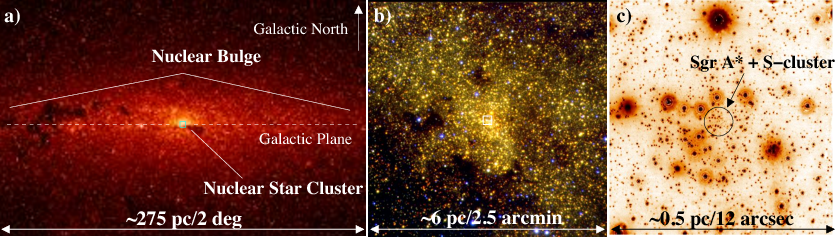 a)
Galactic North
Nuclear Bulge
Galactic Plane
Nuclear Star Cluster
~275 pc/2 deg
b)
~6 pc/2.5 arcmin
c)
Sgr A* + S−cluster
~0.5 pc/12 arcsec